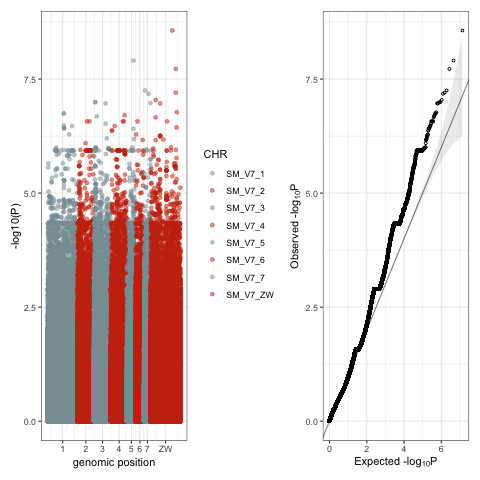 7.5
5.0
2.5
0.0
-log10(P)
1 2 3 4 5 6 7 ZW
genomic position
CHR
SM_V7_1
SM_V7_2
SM_V7_3
SM_V7_4
SM_V7_5
SM_V7_6
SM_V7_7
SM_V7_ZW
7.5
5.0
2.5
0.0
Observed -log₁₀P
0 2 4 6
Expected -log₁₀P